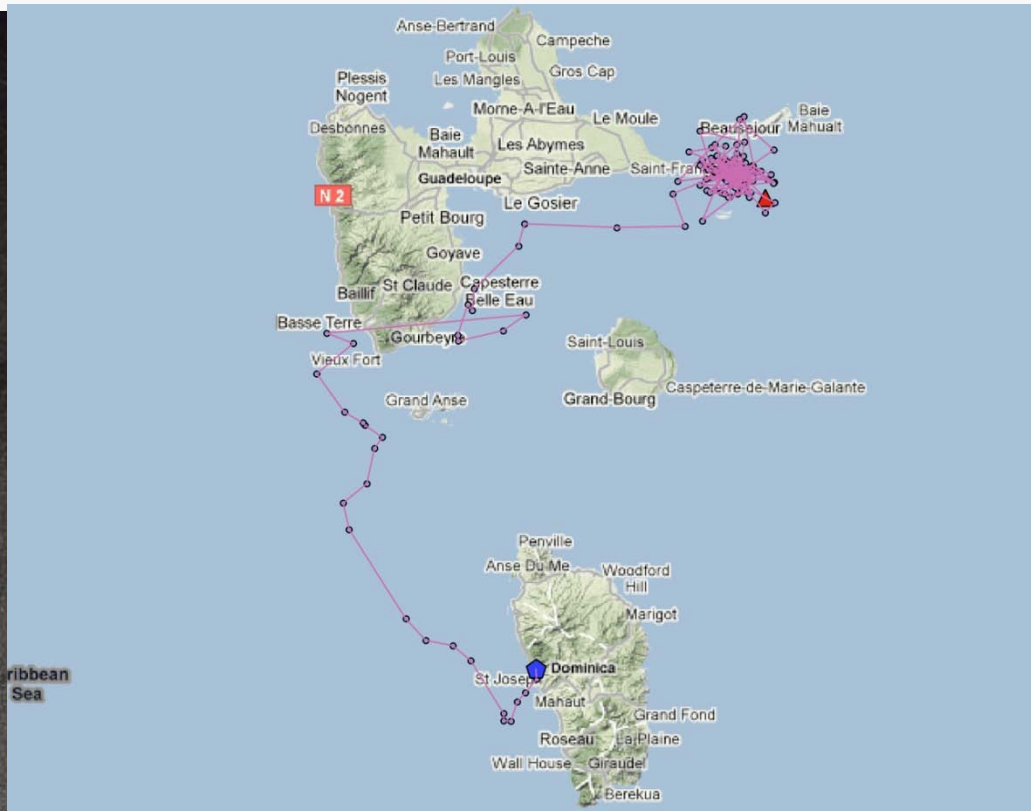 Anse-Bertrand
Campeche
Port-Louis
Gros Cap
Les Mangles
Plessis
Nogent
Morne-A-l'Eau
Le Moule
Baie
Mahualt
Beausejour
Desbonnes
Baie
Mahault
Les Abymes
Sainte-Anne
Saint-Fran
Guadeloupe
N 2
Le Gosier
Petit Bourg
Goyave
St Claude
Capesterre
Belle Eau
Baillif
Basse Terre
Gourbeyre
Vieux Fort
Saint-Louis
Caspeterre-de-Marie-Galante
Grand-Bourg
Grand Anse
Penville
Anse Du Me
Woodford
Hill
Marigot
ribbean
Sea
Dominica
St Joseph
Mahaut
Grand Fond
Roseau
La Plaine
Wall House
Giraudel
Berekua